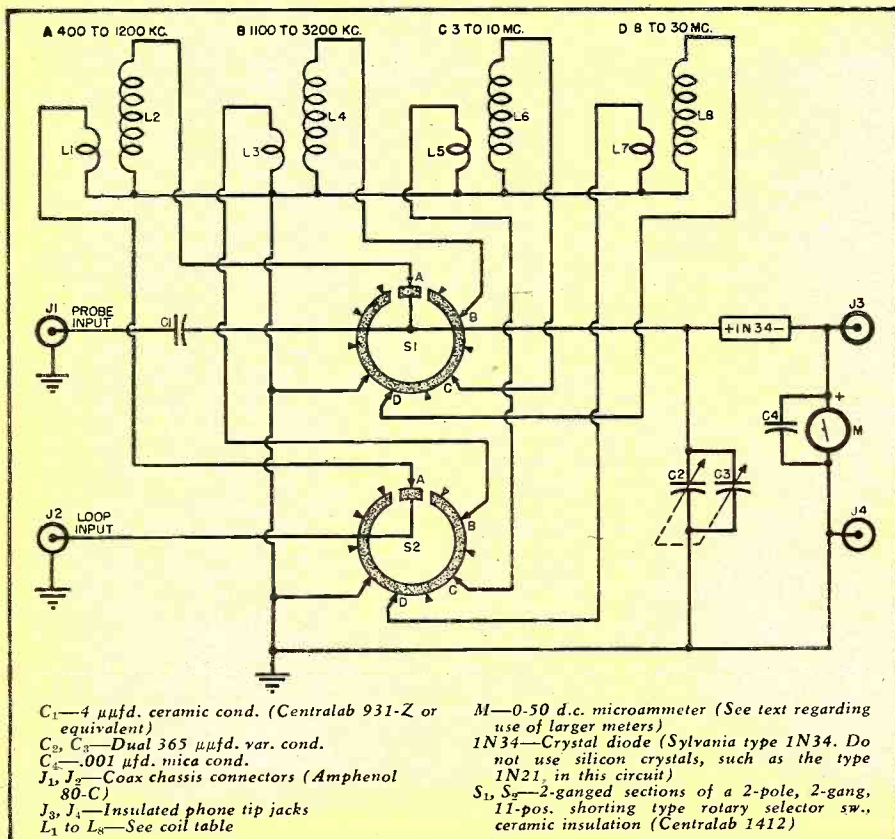 A 400 TO 1200 KC.
B 1100 TO 3200 KC.
C 3 TO 10 MC.
D 8 TO 30 MC.
L1
L2
L3
L4
L5
L6
L7
L8
J1
PROBE INPUT
C1
A
B
S1
C
D
+1N34-
J3
C4
+
M
C2
C3
J2
LOOP INPUT
A
B
S2
C
D
J4
C₁—4 μμfd. ceramic cond. (Centralab 931-Z or
equivalent)
C₂, C₃—Dual 365 μμfd. var. cond.
C₄—.001 μfd. mica cond.
J₁, J₂—Coax chassis connectors (Amphenol
80-C)
J₃, J₄—Insulated phone tip jacks
L₁ to L₈—See coil table
M—0-50 d.c. microammeter (See text regarding
use of larger meters)
1N34—Crystal diode (Sylvania type 1N34. Do
not use silicon crystals, such as the type
1N21, in this circuit)
S₁, S₂—2-ganged sections of a 2-pole, 2-gang,
11-pos. shorting type rotary selector sw.,
ceramic insulation (Centralab 1412)